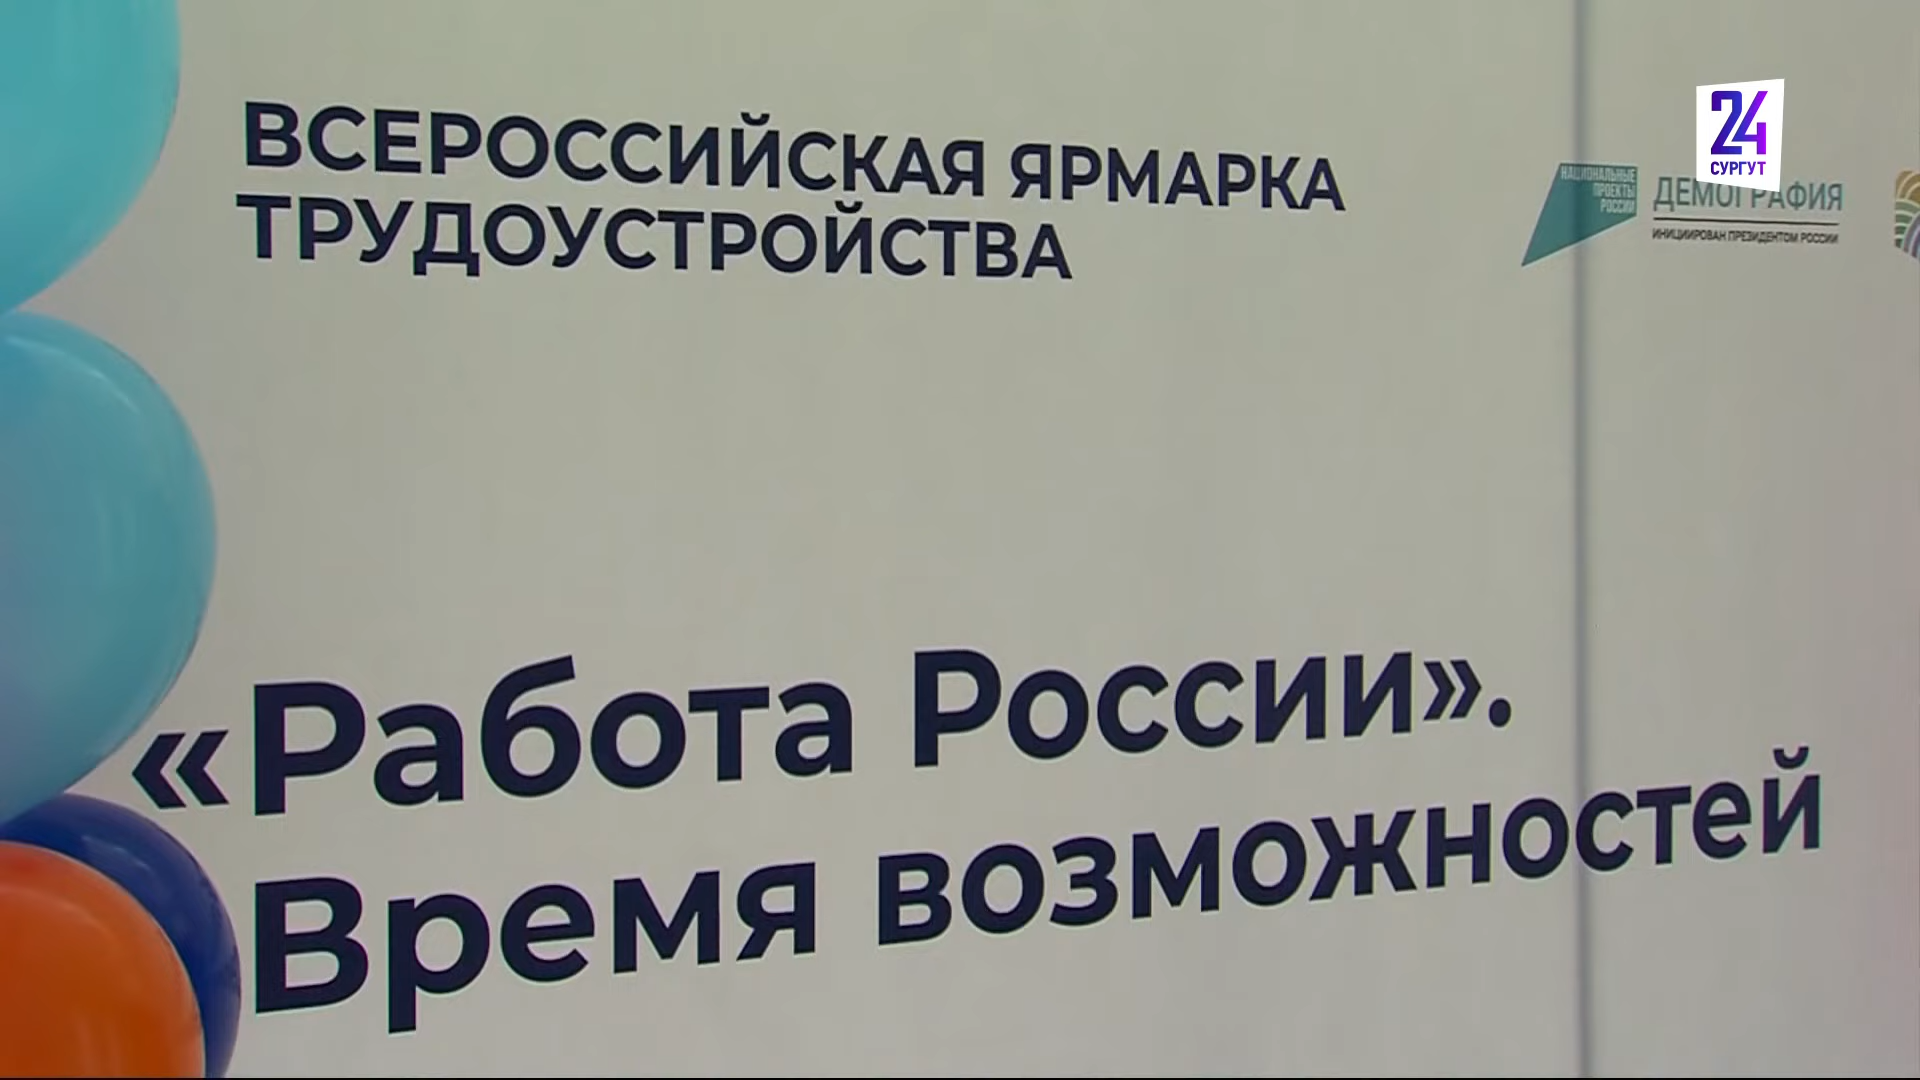 ВСЕРОССИЙСКАЯ ЯРМАРКА
ТРУДОУСТРОЙСТВА
24
СУРГУТ
НАЦИОНАЛЬНЫЕ
ПРОЕКТЫ
РОССИИ
ДЕМОГРАФИЯ
ИНИЦИИРОВАН ПРЕЗИДЕНТОМ РОССИИ
«Работа России».
Время возможностей